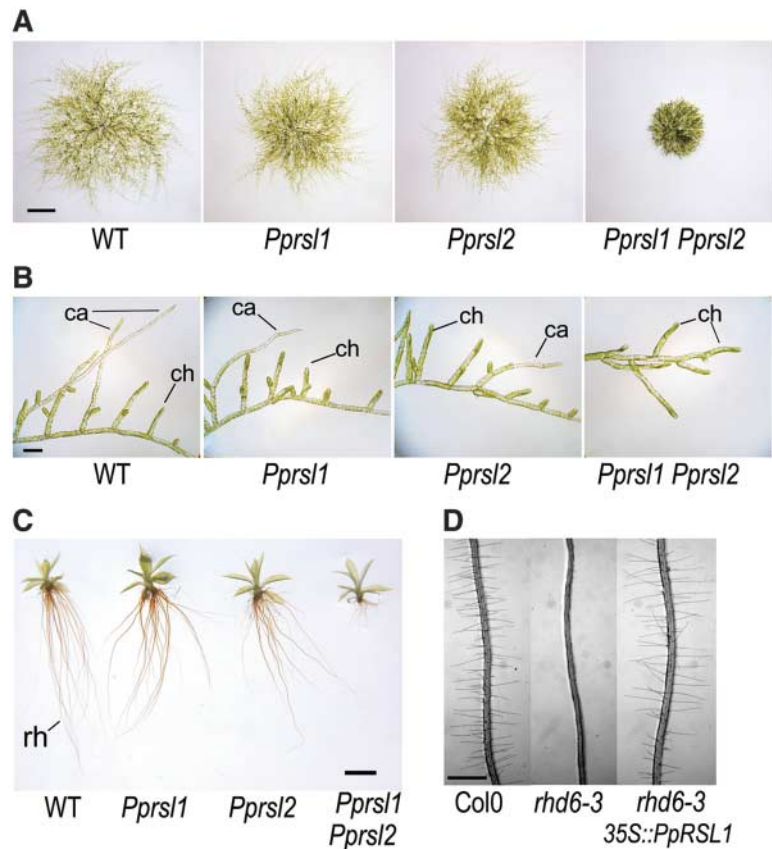 A
WT
Pprsl1
Pprsl2
Pprsl1 Pprsl2
B
ca
ch
WT
ca
ch
Pprsl1
ch
ca
Pprsl2
ch
Pprsl1 Pprsl2
C
rh
WT
Pprsl1
Pprsl2
Pprsl1
Pprsl2
D
Col0
rhd6-3
rhd6-3
35S::PpRSL1